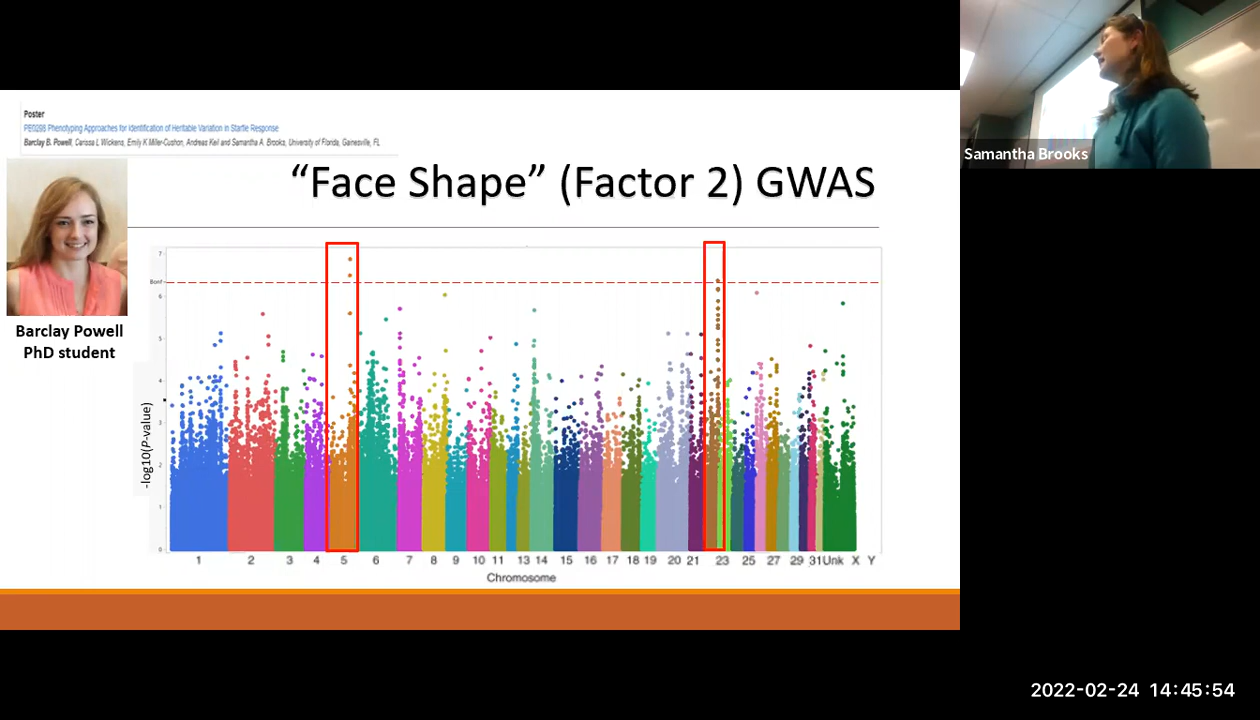 Poster
PE0298 Phenotyping Approaches for Identification of Heritable Variation in Startle Response
Barclay B. Powell, Carissa L Wickens, Emily K Miller-Cushon, Andreas Keil and Samantha A. Brooks, University of Florida, Gainesville, FL
“Face Shape” (Factor 2) GWAS
Samantha Brooks
Barclay Powell
PhD student
-log10(P-value)
7
Bonf
6
5
4
3
2
1
0
1 2 3 4 5 6 7 8 9 10 11 13 14 15 16 17 18 19 20 21 23 25 27 29 31 Unk X Y
Chromosome
2022-02-24 14:45:54